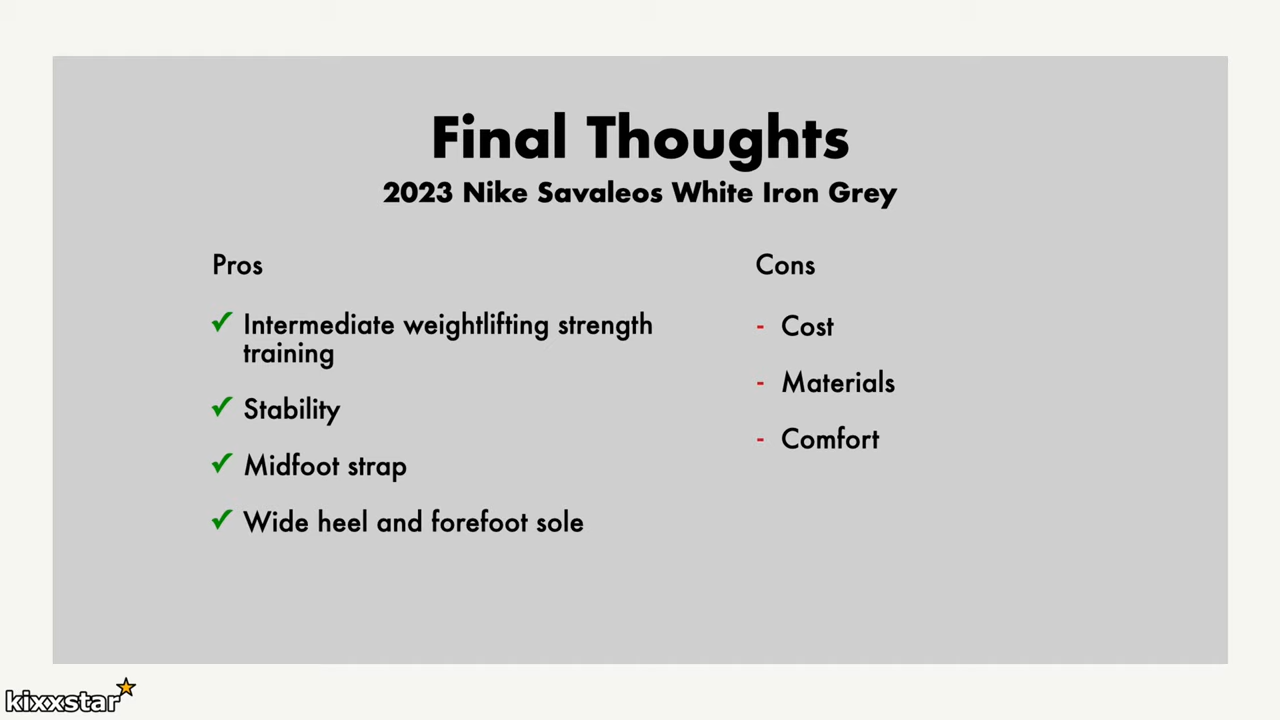 Final Thoughts
2023 Nike Savaleos White Iron Grey
Pros
✓ Intermediate weightlifting strength
training
✓ Stability
✓ Midfoot strap
✓ Wide heel and forefoot sole
Cons
- Cost
- Materials
- Comfort
kixxstar